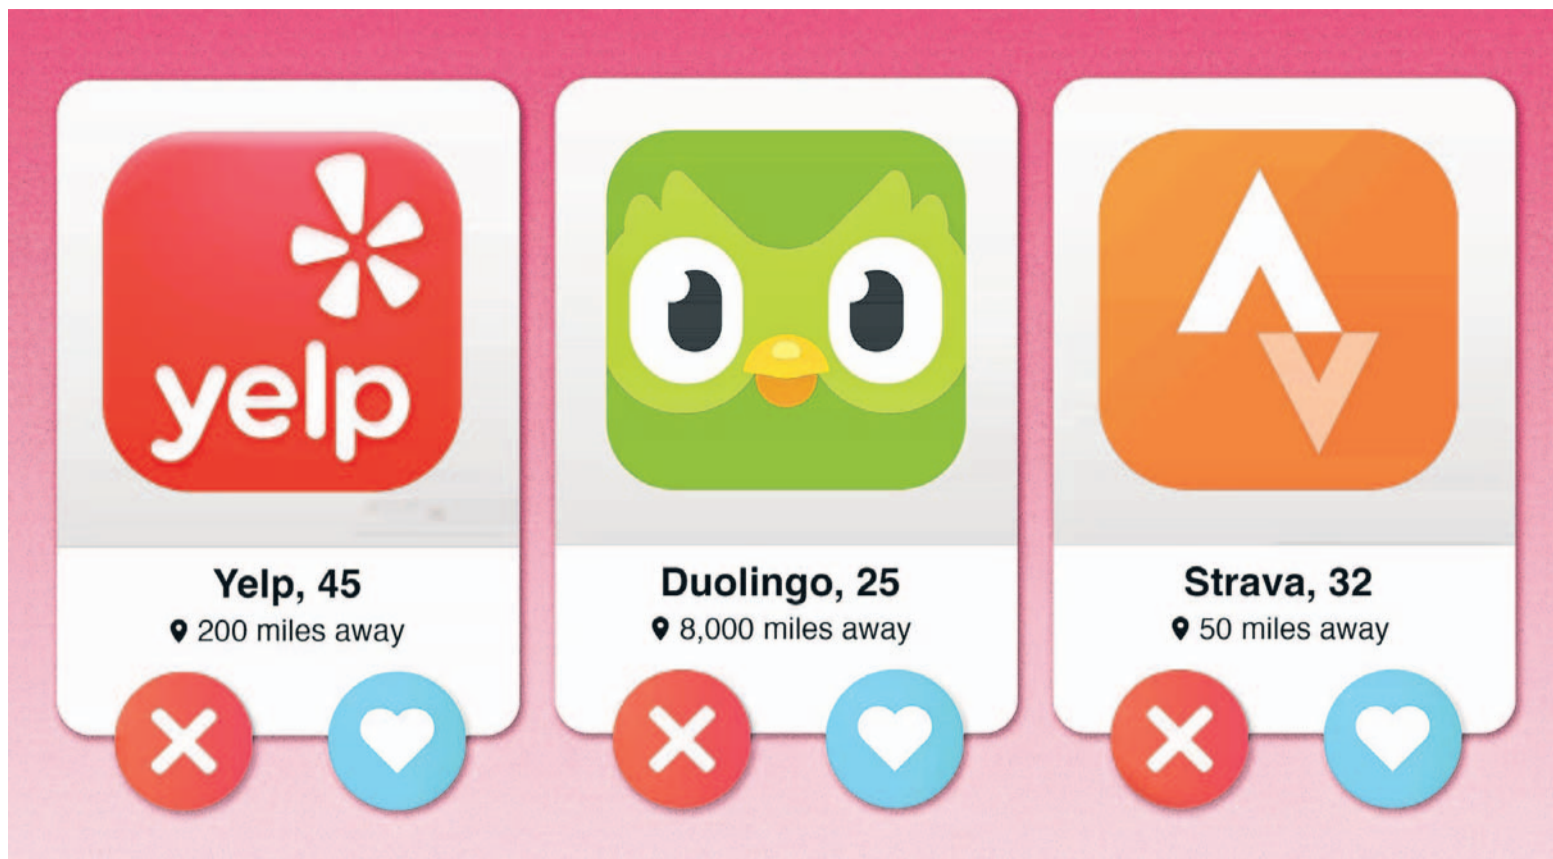 yelp
Yelp, 45
200 miles away
Duolingo, 25
8,000 miles away
Strava, 32
50 miles away